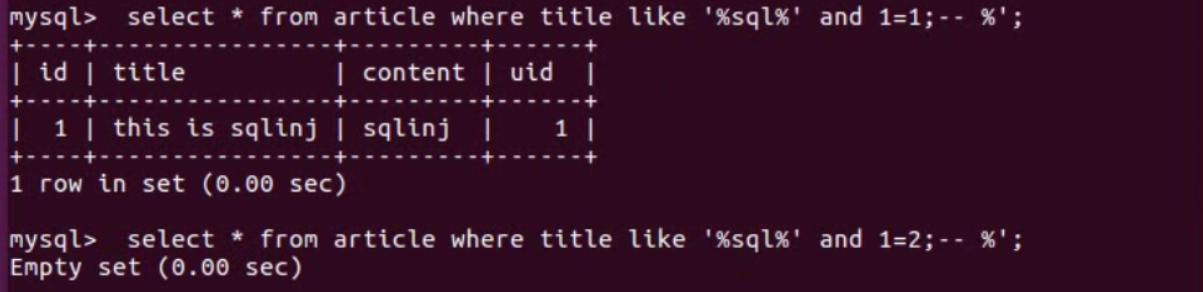 mysql>  select * from article where title like '%sql%' and 1=1;-- %';
+----+----------------+---------+------+
| id | title          | content | uid  |
+----+----------------+---------+------+
|  1 | this is sqlinj | sqlinj  |    1 |
+----+----------------+---------+------+
1 row in set (0.00 sec)
mysql>  select * from article where title like '%sql%' and 1=2;-- %';
Empty set (0.00 sec)